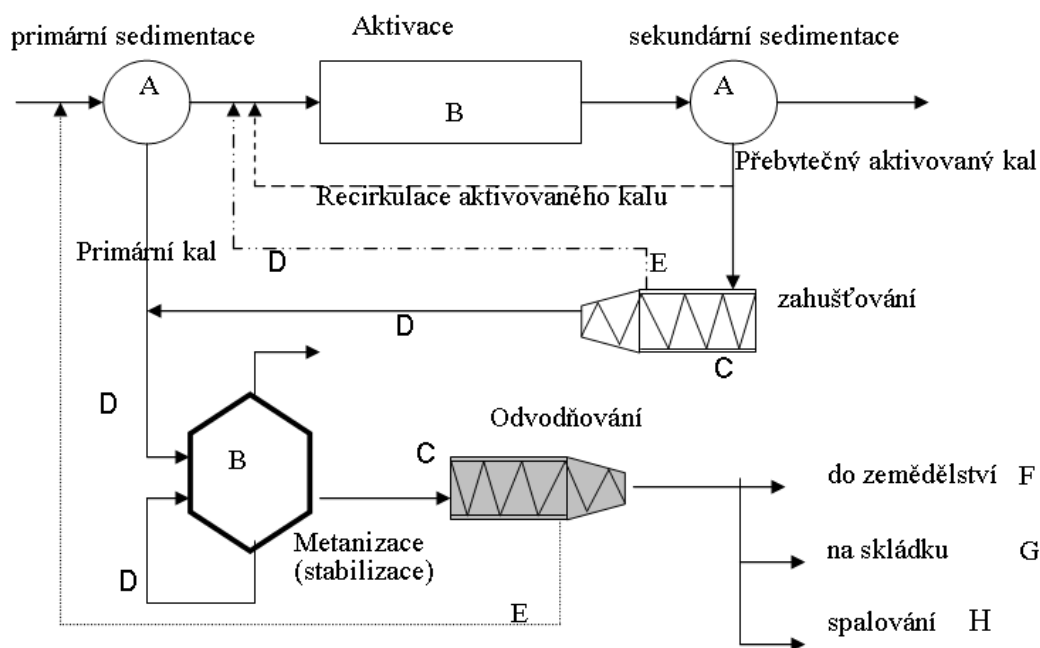 Aktivace
primární sedimentace
sekundární sedimentace
A
A
B
Přebytečný aktivovaný kal
Recirkulace aktivovaného kalu
Primární kal
D
E
zahušťování
D
C
D
Odvodňování
B
C
do zemědělství F
Metanizace
(stabilizace)
na skládku G
D
E
spalování H